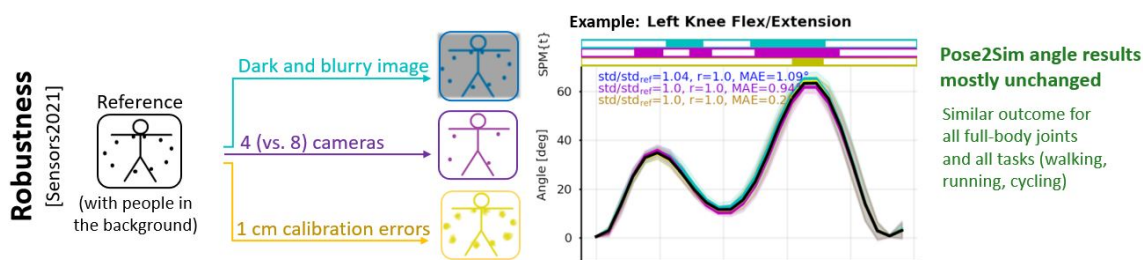 Robustness
[Sensors2021]
Reference
(with people in
the background)
Dark and blurry image
4 (vs. 8) cameras
1 cm calibration errors
Example: Left Knee Flex/Extension
SPM{t}
std/stdref=1.04, r=1.0, MAE=1.09°
std/stdref=1.0, r=1.0, MAE=0.94
std/stdref=1.0, r=1.0, MAE=0.2
Angle [deg]
60
40
20
0
Pose2Sim angle results
mostly unchanged
Similar outcome for
all full-body joints
and all tasks (walking,
running, cycling)